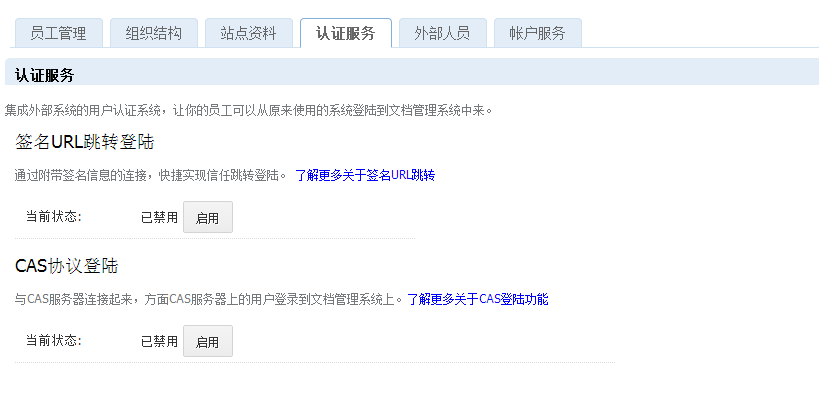 员工管理 组织结构 站点资料 认证服务 外部人员 帐户服务
认证服务
集成外部系统的用户认证系统，让你的员工可以从原来使用的系统登陆到文档管理系统中来。
签名URL跳转登陆
通过附带签名信息的连接，快捷实现信任跳转登陆。 了解更多关于签名URL跳转
当前状态: 已禁用 启用
CAS协议登陆
与CAS服务器连接起来，方面CAS服务器上的用户登录到文档管理系统上。了解更多关于CAS登陆功能
当前状态: 已禁用 启用